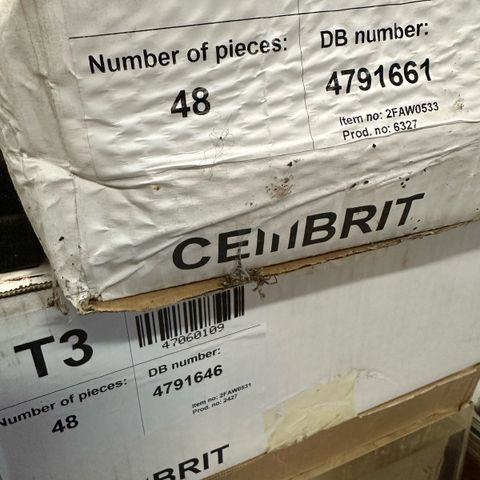 Number of pieces:
48
DB number:
4791661
Item no: 2FAW0533
Prod. no: 6327
CEMBRIT
T3
47060109
Number of pieces:
48
DB number:
4791646
Item no: 2FAW0531
Prod. no: 2427
BRIT